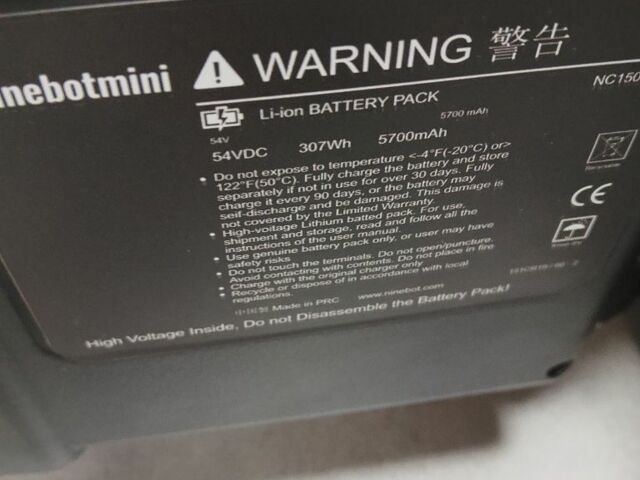 inebotmini
WARNING 警告
NC150
Li-ion BATTERY PACK
5700 mAh
54V
54VDC 307Wh 5700mAh
• Do not expose to temperature <-4°F(-20°C) or>
122°F(50°C). Fully charge the battery and store
separately if not in use for over 30 days. Fully
charge it every 90 days, or the battery may
self-discharge and be damaged. This damage is
not covered by the Limited Warranty.
• High-voltage Lithium batted pack. For use,
shipment and storage, read and follow all the
instructions of the user manual.
• Use genuine battery pack only, or user may have
safety risks
• Do not touch the terminals. Do not open/puncture.
Avoid contacting with contents. Do not place in fire
• Charge with the original charger only
• Recycle or dispose of in accordance with local
regulations.
中国製 Made in PRC www.ninebot.com
CE
High Voltage Inside, Do not Disassemble the Battery Pack!